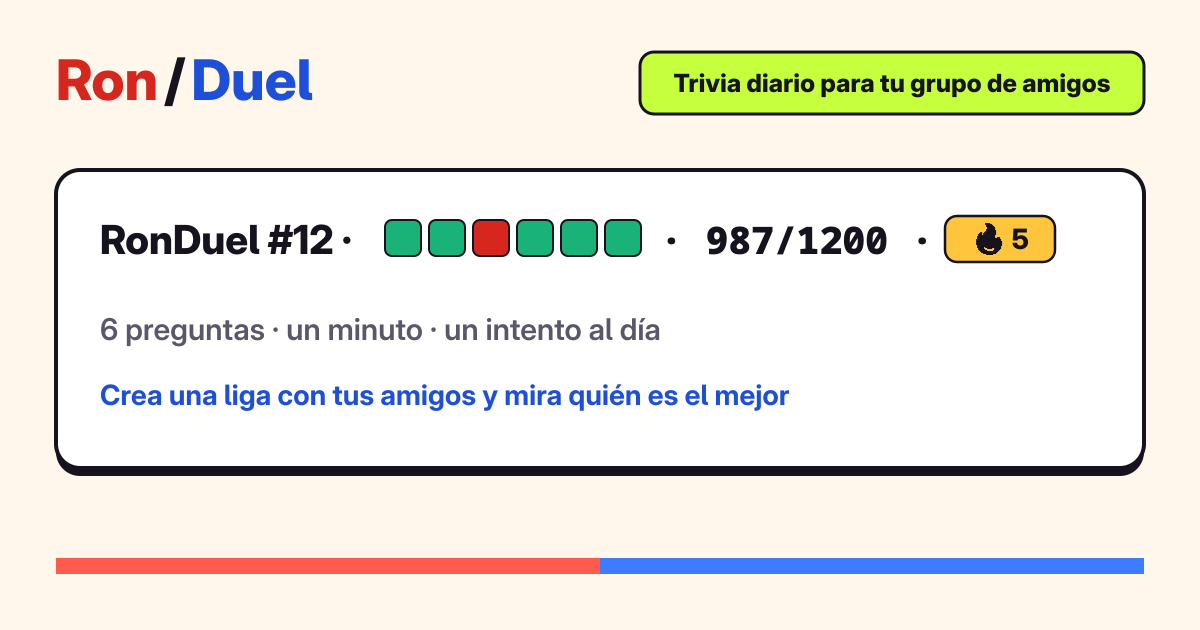 Ron/Duel
Trivia diario para tu grupo de amigos
RonDuel #12 · · 987/1200 · 5
6 preguntas · un minuto · un intento al día
Crea una liga con tus amigos y mira quién es el mejor